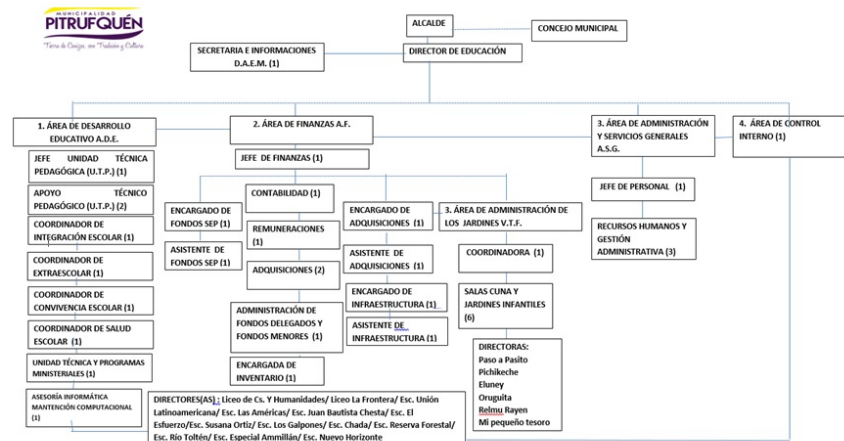 MUNICIPALIDAD
PITRUFQUÉN
"Tierra de Amigos, con Tradición y Cultura"
ALCALDE
CONCEJO MUNICIPAL
SECRETARIA E INFORMACIONES
D.A.E.M. (1)
DIRECTOR DE EDUCACIÓN
1. ÁREA DE DESARROLLO
EDUCATIVO A.D.E.
JEFE UNIDAD TÉCNICA
PEDAGÓGICA (U.T.P.) (1)
APOYO TÉCNICO
PEDAGÓGICO (U.T.P.) (2)
COORDINADOR DE
INTEGRACIÓN ESCOLAR (1)
COORDINADOR DE
EXTRAESCOLAR (1)
COORDINADOR DE
CONVIVENCIA ESCOLAR (1)
COORDINADOR DE SALUD
ESCOLAR (1)
UNIDAD TÉCNICA Y PROGRAMAS
MINISTERIALES (1)
ASESORÍA INFORMÁTICA
MANTENCIÓN COMPUTACIONAL
(1)
2. ÁREA DE FINANZAS A.F.
JEFE DE FINANZAS (1)
ENCARGADO DE
FONDOS SEP (1)
ASISTENTE DE
FONDOS SEP (1)
CONTABILIDAD (1)
REMUNERACIONES
(1)
ADQUISICIONES (2)
ADMINISTRACIÓN DE
FONDOS DELEGADOS Y
FONDOS MENORES (1)
ENCARGADA DE
INVENTARIO (1)
ENCARGADO DE
ADQUISICIONES (1)
ASISTENTE DE
ADQUISICIONES (1)
ENCARGADO DE
INFRAESTRUCTURA (1)
ASISTENTE DE
INFRAESTRUCTURA (1)
3. ÁREA DE ADMINISTRACIÓN DE
LOS JARDINES V.T.F.
COORDINADORA (1)
SALAS CUNA Y
JARDINES INFANTILES
(6)
DIRECTORAS:
Paso a Pasito
Pichikeche
Eluney
Oruguita
Relmu Rayen
Mi pequeño tesoro
3. ÁREA DE ADMINISTRACIÓN
Y SERVICIOS GENERALES
A.S.G.
JEFE DE PERSONAL (1)
RECURSOS HUMANOS Y
GESTIÓN
ADMINISTRATIVA (3)
4. ÁREA DE CONTROL
INTERNO (1)
DIRECTORES(AS) : Liceo de Cs. Y Humanidades/ Liceo La Frontera/ Esc. Unión
Latinoamericana/ Esc. Las Américas/ Esc. Juan Bautista Chesta/ Esc. El
Esfuerzo/Esc. Susana Ortiz/ Esc. Los Galpones/ Esc. Chada/ Esc. Reserva Forestal/
Esc. Río Toltén/ Esc. Especial Ammillán/ Esc. Nuevo Horizonte